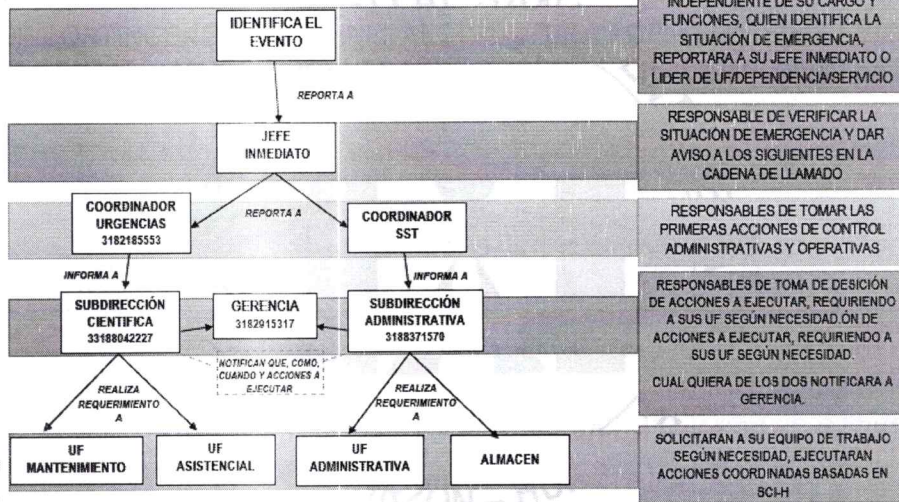 IDENTIFICA EL
EVENTO
INDEPENDIENTE DE SU CARGO Y
FUNCIONES, QUIEN IDENTIFICA LA
SITUACIÓN DE EMERGENCIA,
REPORTARA A SU JEFE INMEDIATO O
LIDER DE UF/DEPENDENCIA/SERVICIO
REPORTA A
JEFE
INMEDIATO
RESPONSABLE DE VERIFICAR LA
SITUACIÓN DE EMERGENCIA Y DAR
AVISO A LOS SIGUIENTES EN LA
CADENA DE LLAMADO
COORDINADOR
URGENCIAS
3182185553
REPORTA A
COORDINADOR
SST
RESPONSABLES DE TOMAR LAS
PRIMERAS ACCIONES DE CONTROL
ADMINISTRATIVAS Y OPERATIVAS
INFORMA A
INFORMA A
SUBDIRECCIÓN
CIENTIFICA
33188042227
GERENCIA
3182915317
SUBDIRECCIÓN
ADMINISTRATIVA
3188371570
RESPONSABLES DE TOMA DE DESICIÓN
DE ACCIONES A EJECUTAR, REQUIRIENDO
A SUS UF SEGÚN NECESIDAD.ÓN DE
ACCIONES A EJECUTAR, REQUIRIENDO A
SUS UF SEGÚN NECESIDAD.
CUAL QUIERA DE LOS DOS NOTIFICARA A
GERENCIA.
NOTIFICAN QUE, COMO,
CUANDO Y ACCIONES A
EJECUTAR
REALIZA
REQUERIMIENTO
A
REALIZA
REQUERIMIENTO
A
UF
MANTENIMIENTO
UF
ASISTENCIAL
UF
ADMINISTRATIVA
ALMACEN
SOLICITARAN A SU EQUIPO DE TRABAJO
SEGÚN NECESIDAD, EJECUTARAN
ACCIONES COORDINADAS BASADAS EN
SCI-H